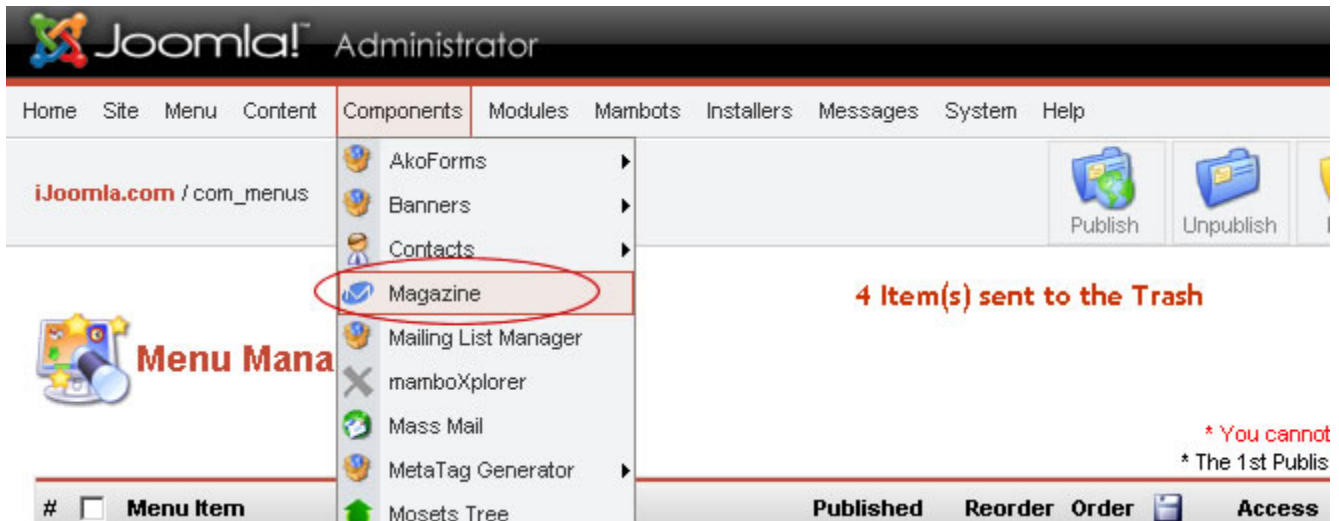 Joomla!™ Administrator
Home Site Menu Content Components Modules Mambots Installers Messages System Help
iJoomla.com / com_menus
Publish Unpublish
AkoForms
Banners
Contacts
Magazine
Mailing List Manager
mamboXplorer
Mass Mail
MetaTag Generator
Mosets Tree
4 Item(s) sent to the Trash
Menu Mana
* You cannot
* The 1st Publis
# Menu Item Published Reorder Order Access